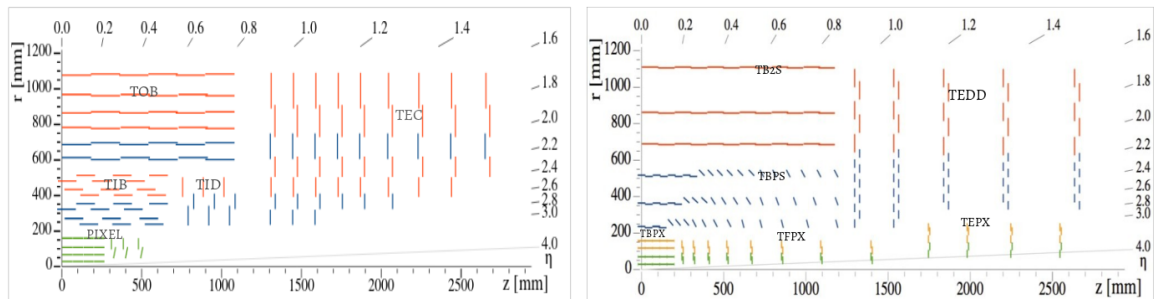 0.0 0.2 0.4 0.6 0.8 1.0 1.2 1.4
1.6
r [mm]
1200
1000
800
600
400
200
0
TOB
TEC
TIB
TID
PIXEL
1.8
2.0
2.2
2.4
2.6
2.8
3.0
4.0
η
0 500 1000 1500 2000 2500
z [mm]
0.0 0.2 0.4 0.6 0.8 1.0 1.2 1.4
1.6
r [mm]
1200
1000
800
600
400
200
0
TB2S
TEDD
TBPS
TBPX
TFPX
TEPX
1.8
2.0
2.2
2.4
2.6
2.8
3.0
4.0
η
0 500 1000 1500 2000 2500
z [mm]